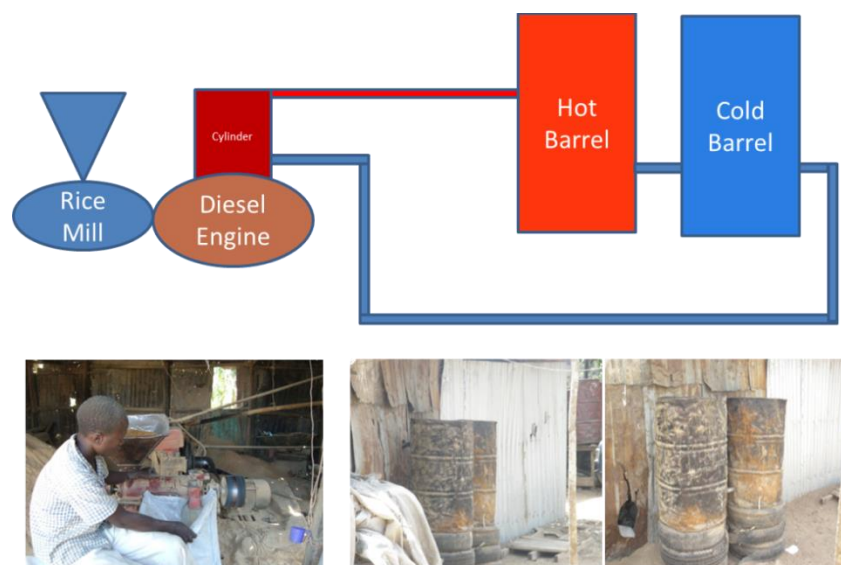 Cylinder
Hot
Barrel
Cold
Barrel
Rice
Mill
Diesel
Engine